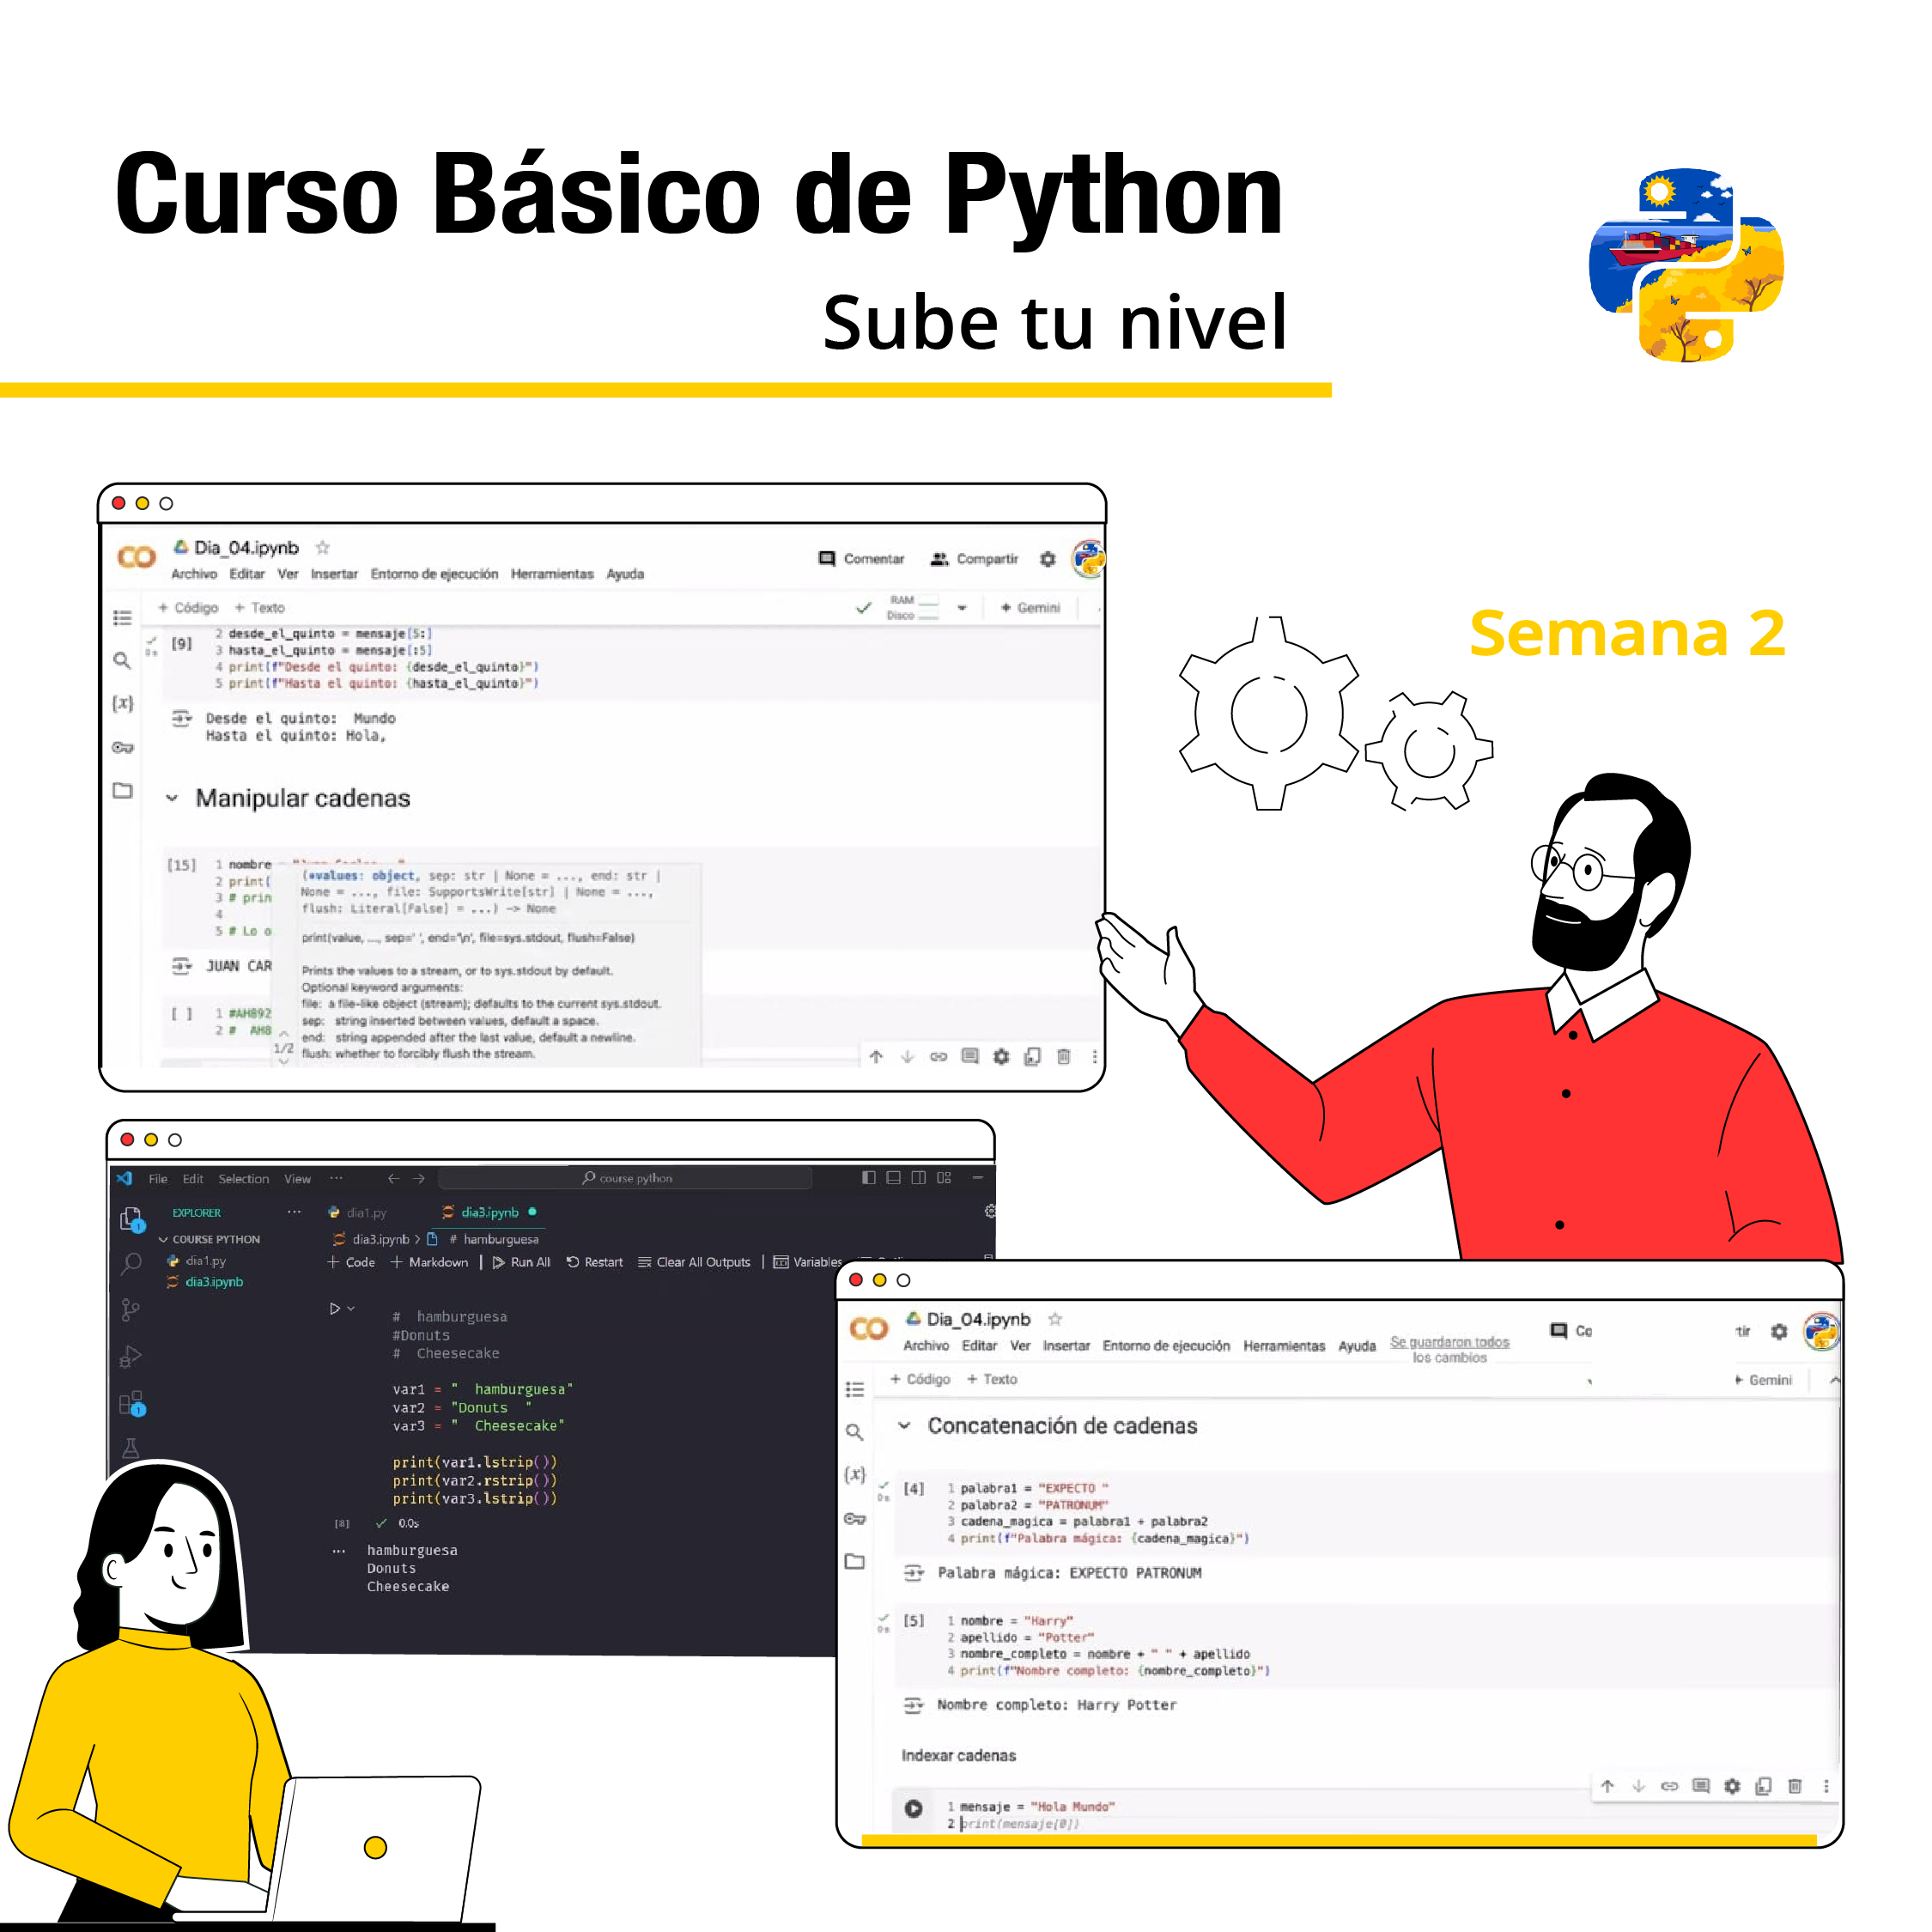 Curso Básico de Python
Sube tu nivel
Semana 2
Dia_04.ipynb
Comentar Compartir
Archivo Editar Ver Insertar Entorno de ejecución Herramientas Ayuda
+ Código + Texto
RAM
Disco
Gemini
[9]
0s
2 desde_el_quinto = mensaje[5:]
3 hasta_el_quinto = mensaje[:5]
4 print(f"Desde el quinto: {desde_el_quinto}")
5 print(f"Hasta el quinto: {hasta_el_quinto}")
{x}
Desde el quinto:  Mundo
Hasta el quinto: Hola,
Manipular cadenas
[15] 1 nombre
2 print(
3 # prin
4
5 # Lo o
(*values: object, sep: str | None = ..., end: str |
None = ..., file: SupportsWrite[str] | None = ...,
flush: Literal[False] = ...) -> None
print(value, ..., sep=' ', end='\n', file=sys.stdout, flush=False)
JUAN CAR
Prints the values to a stream, or to sys.stdout by default.
Optional keyword arguments:
file: a file-like object (stream); defaults to the current sys.stdout.
sep: string inserted between values, default a space.
end: string appended after the last value, default a newline.
flush: whether to forcibly flush the stream.
[ ] 1 #AH892
2 # AH8
1/2
File Edit Selection View ...
course python
EXPLORER ...
dia1.py dia3.ipynb
COURSE PYTHON
dia1.py
dia3.ipynb
dia3.ipynb > # hamburguesa
+ Code + Markdown | Run All Restart Clear All Outputs | Variables
1
1
#  hamburguesa
#Donuts
#  Cheesecake
var1 = "  hamburguesa"
var2 = "Donuts  "
var3 = "  Cheesecake"
print(var1.lstrip())
print(var2.rstrip())
print(var3.lstrip())
[8] 0.0s
... hamburguesa
Donuts
Cheesecake
Dia_04.ipynb
Co
tir
Archivo Editar Ver Insertar Entorno de ejecución Herramientas Ayuda
Se guardaron todos
los cambios
+ Código + Texto
Gemini
Concatenación de cadenas
{x}
[4]
0s
1 palabra1 = "EXPECTO "
2 palabra2 = "PATRONUM"
3 cadena_magica = palabra1 + palabra2
4 print(f"Palabra mágica: {cadena_magica}")
Palabra mágica: EXPECTO PATRONUM
[5]
0s
1 nombre = "Harry"
2 apellido = "Potter"
3 nombre_completo = nombre + " " + apellido
4 print(f"Nombre completo: {nombre_completo}")
Nombre completo: Harry Potter
Indexar cadenas
1 mensaje = "Hola Mundo"
2 print(mensaje[0])